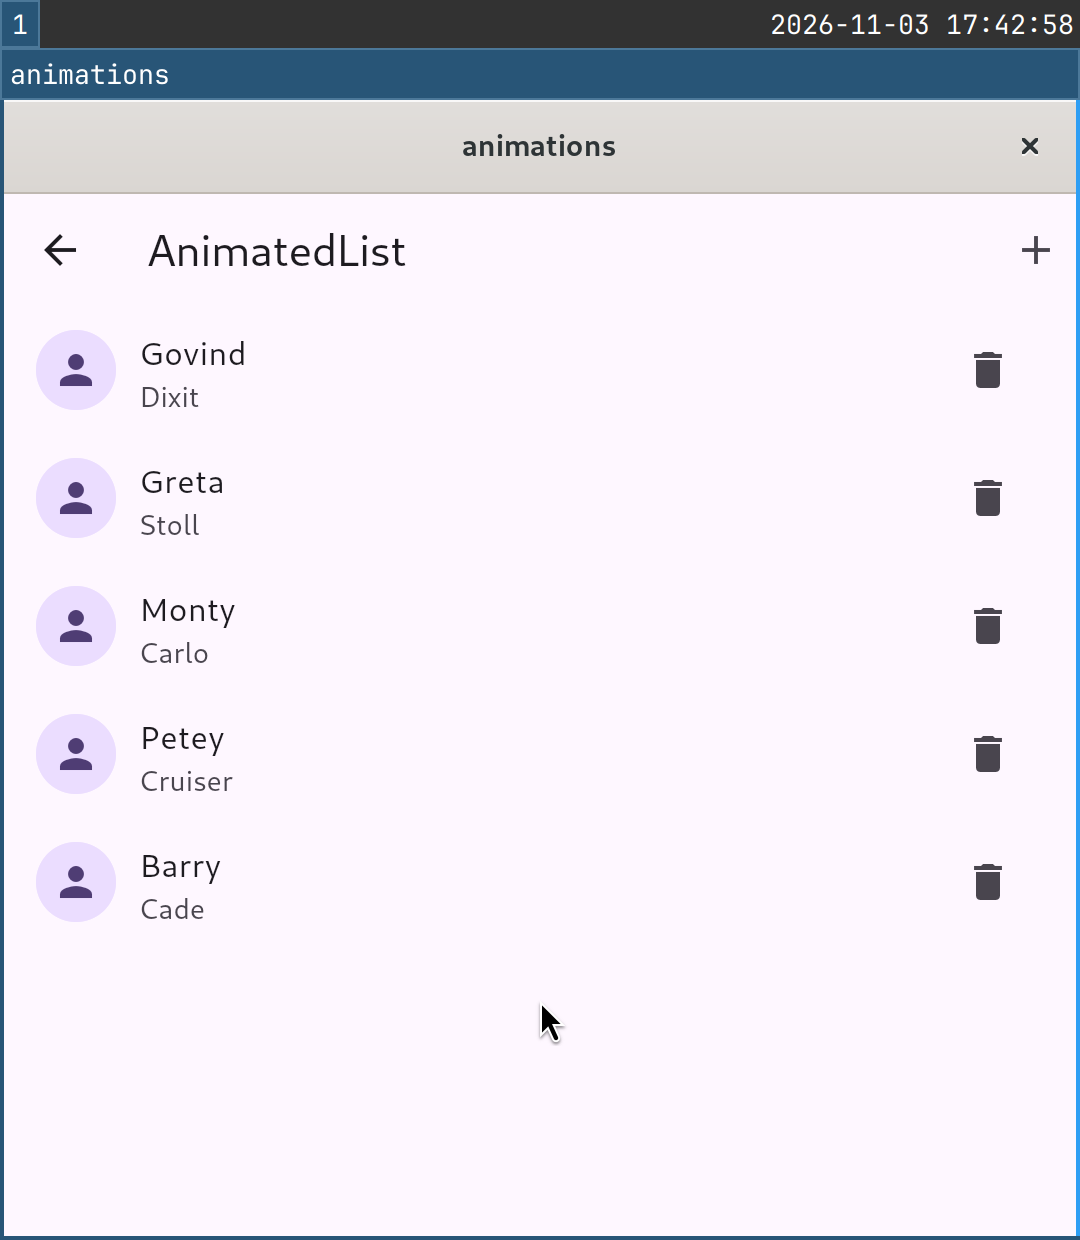 1 2026-11-03 17:42:58
animations
animations
AnimatedList
Govind
Dixit
Greta
Stoll
Monty
Carlo
Petey
Cruiser
Barry
Cade